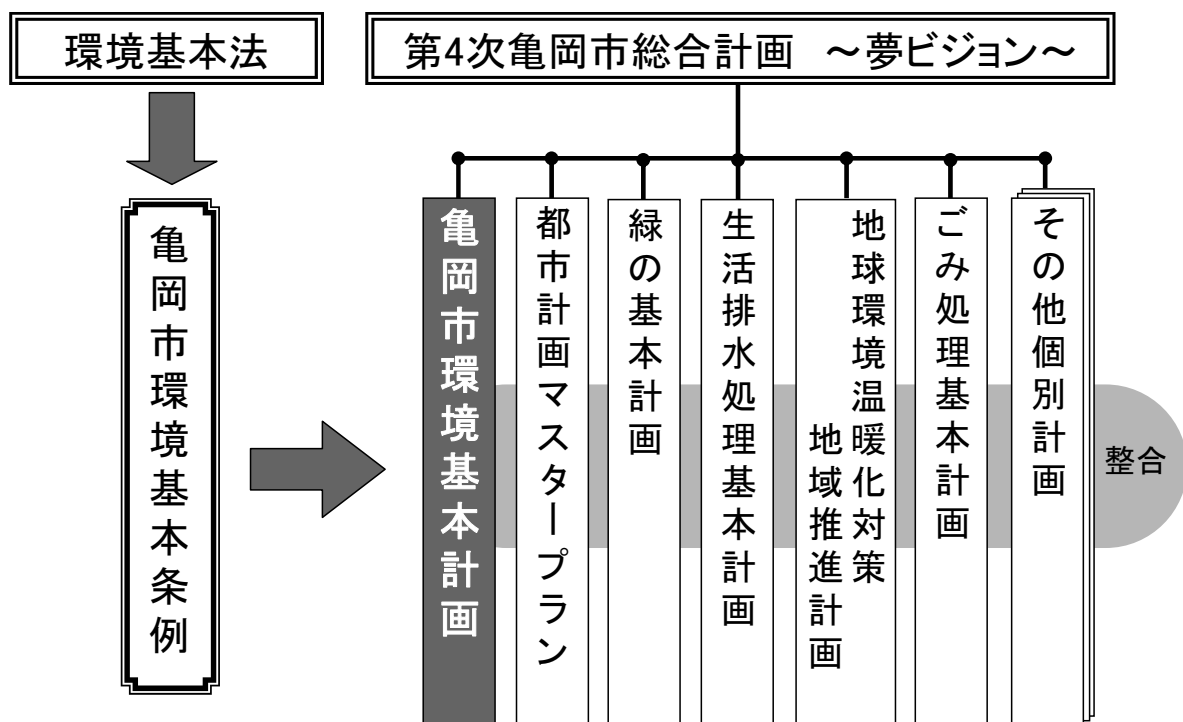 環境基本法
第4次亀岡市総合計画 ～夢ビジョン～
亀岡市環境基本条例
亀岡市環境基本計画
都市計画マスタープラン
緑の基本計画
生活排水処理基本計画
地球環境温暖化対策
地域推進計画
ごみ処理基本計画
その他個別計画
整合